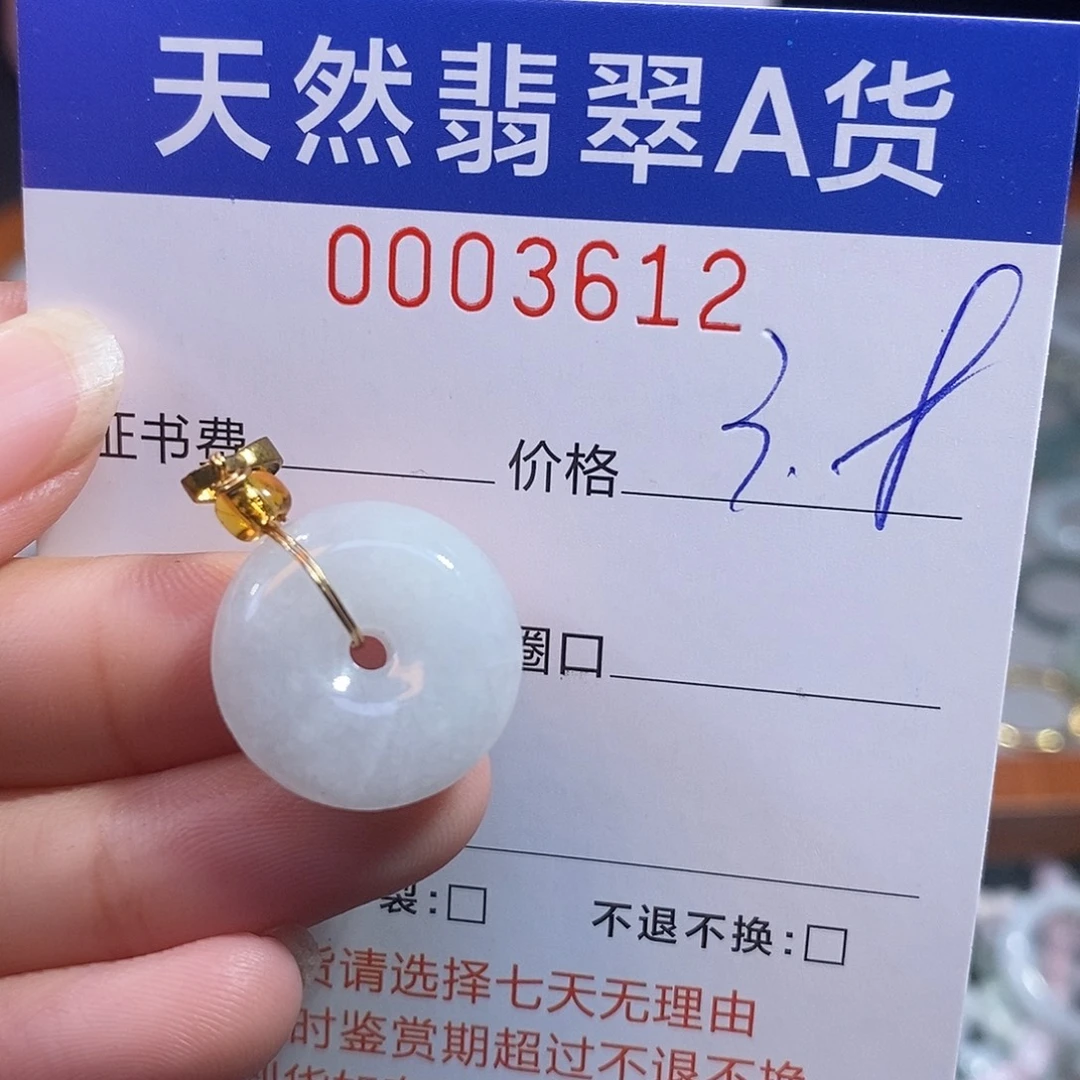 天然翡翠A货
0003612
证书费 价格 3.8
圈口
裂:□ 不退不换:□
货请选择七天无理由
时鉴赏期超过不退不换